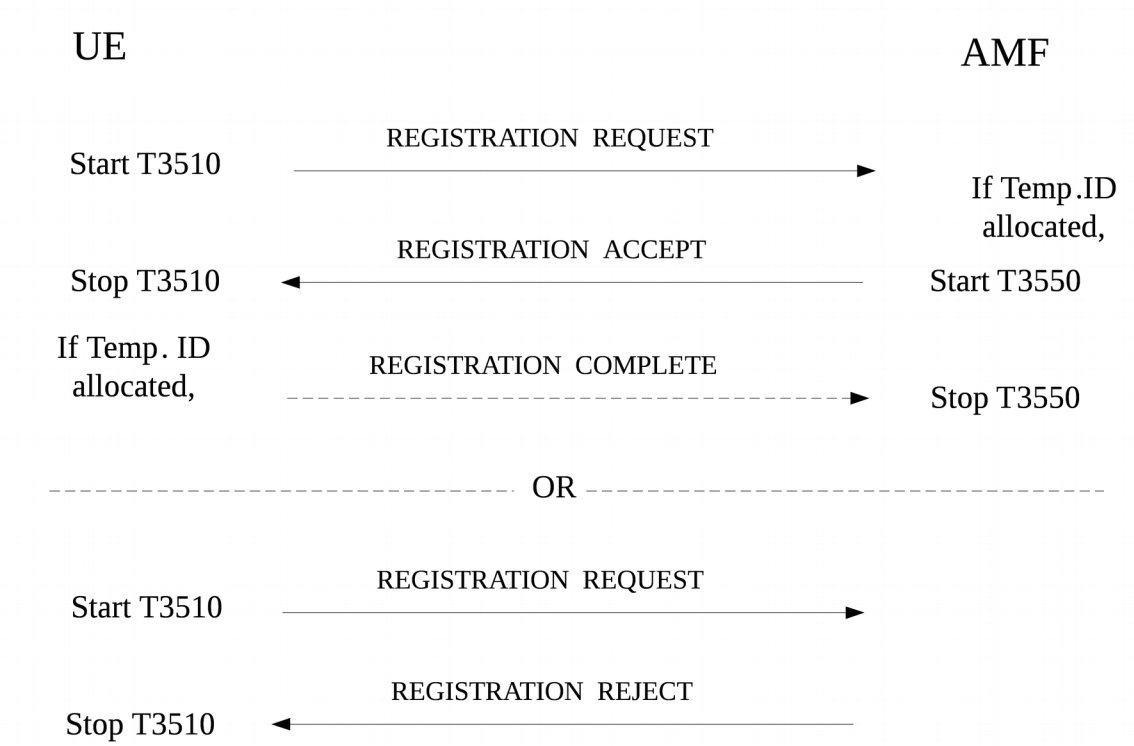 UE
AMF
REGISTRATION REQUEST
Start T3510
If Temp.ID
allocated,
REGISTRATION ACCEPT
Stop T3510
Start T3550
If Temp. ID
allocated,
REGISTRATION COMPLETE
Stop T3550
OR
REGISTRATION REQUEST
Start T3510
REGISTRATION REJECT
Stop T3510